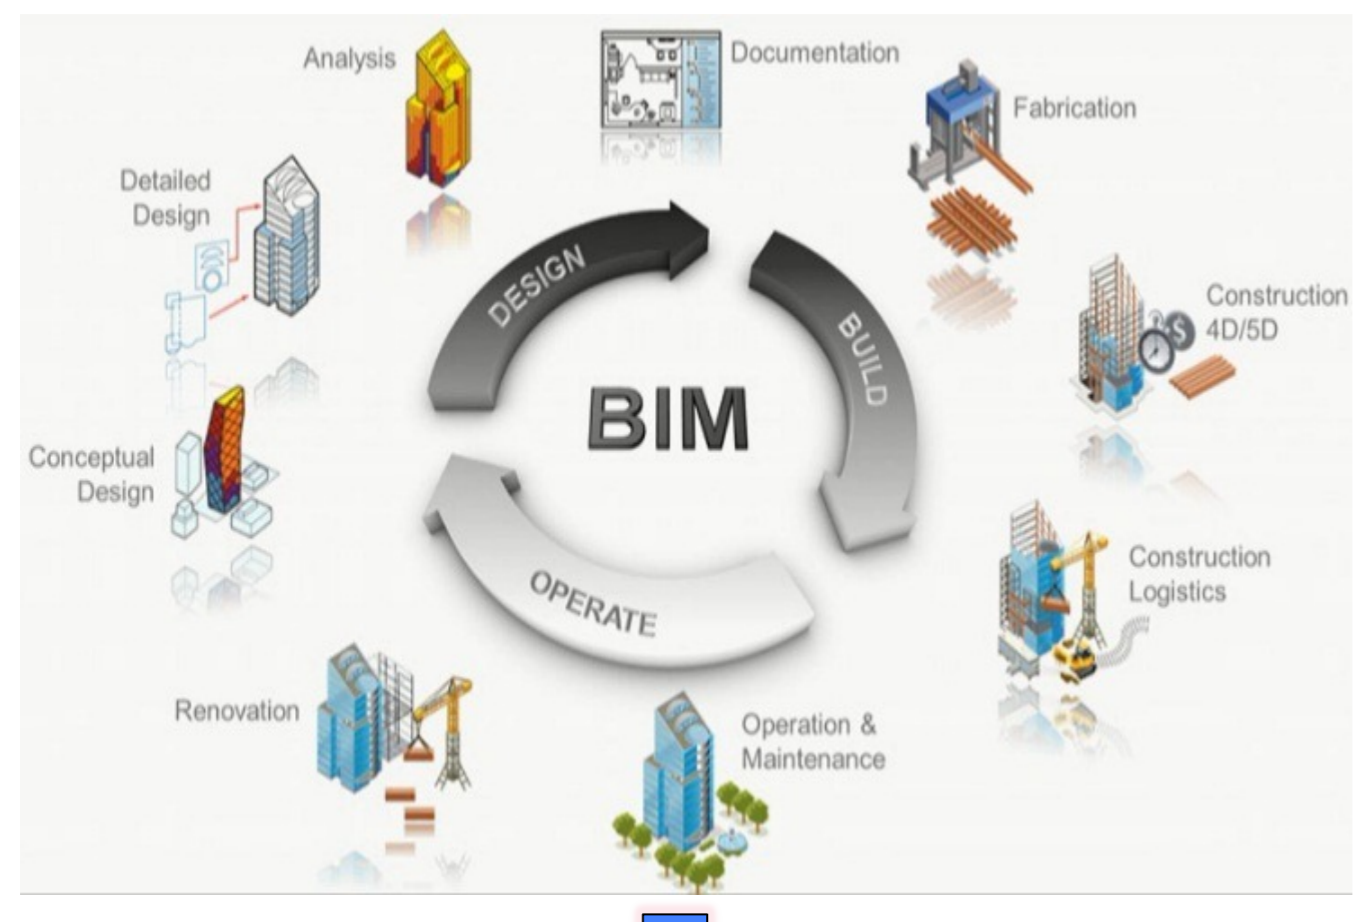 Analysis
Documentation
Fabrication
Detailed
Design
DESIGN
Construction
4D/5D
$
BUILD
BIM
Conceptual
Design
Construction
Logistics
OPERATE
Renovation
Operation &
Maintenance